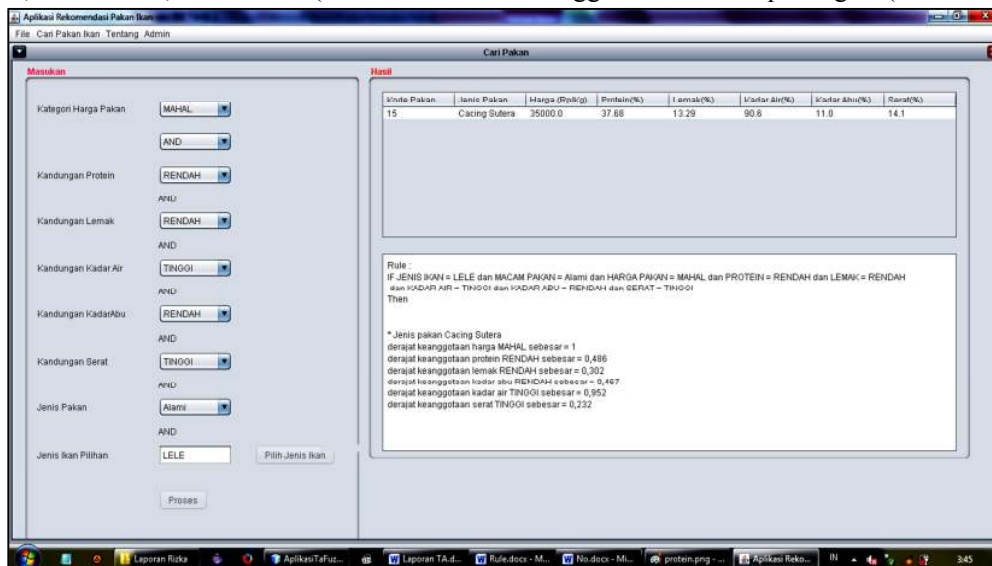 Aplikasi Rekomendasi Pakan Ikan
File Cari Pakan Ikan Tentang Admin
Cari Pakan
Masukan
Kategori Harga Pakan MAHAL
AND
Kandungan Protein RENDAH
AND
Kandungan Lemak RENDAH
AND
Kandungan Kadar Air TINGGI
AND
Kandungan KadarAbu RENDAH
AND
Kandungan Serat TINGGI
AND
Jenis Pakan Alami
AND
Jenis Ikan Pilihan LELE Pilih Jenis Ikan
Proses
Hasil
Kode Pakan Jenis Pakan Harga (Rp/Kg) Protein(%) Lemak(%) Kadar Air(%) Kadar Abu(%) Serat(%)
15 Cacing Sutera 35000.0 37.68 13.29 90.6 11.0 14.1
Rule :
IF JENIS IKAN = LELE dan MACAM PAKAN = Alami dan HARGA PAKAN = MAHAL dan PROTEIN = RENDAH dan LEMAK = RENDAH
dan KADAR AIR = TINGGI dan KADAR ABU = RENDAH dan SERAT = TINGGI
Then
* Jenis pakan Cacing Sutera
derajat keanggotaan harga MAHAL sebesar = 1
derajat keanggotaan protein RENDAH sebesar = 0,486
derajat keanggotaan lemak RENDAH sebesar = 0,302
derajat keanggotaan kadar abu RENDAH sebesar = 0,467
derajat keanggotaan kadar air TINGGI sebesar = 0,952
derajat keanggotaan serat TINGGI sebesar = 0,232
Laporan Rizka AplikasiTaFuz... Laporan TA.d... Rule.docx - M... No.docx - Mi... protein.png - ... Aplikasi Reko... IN 3:45